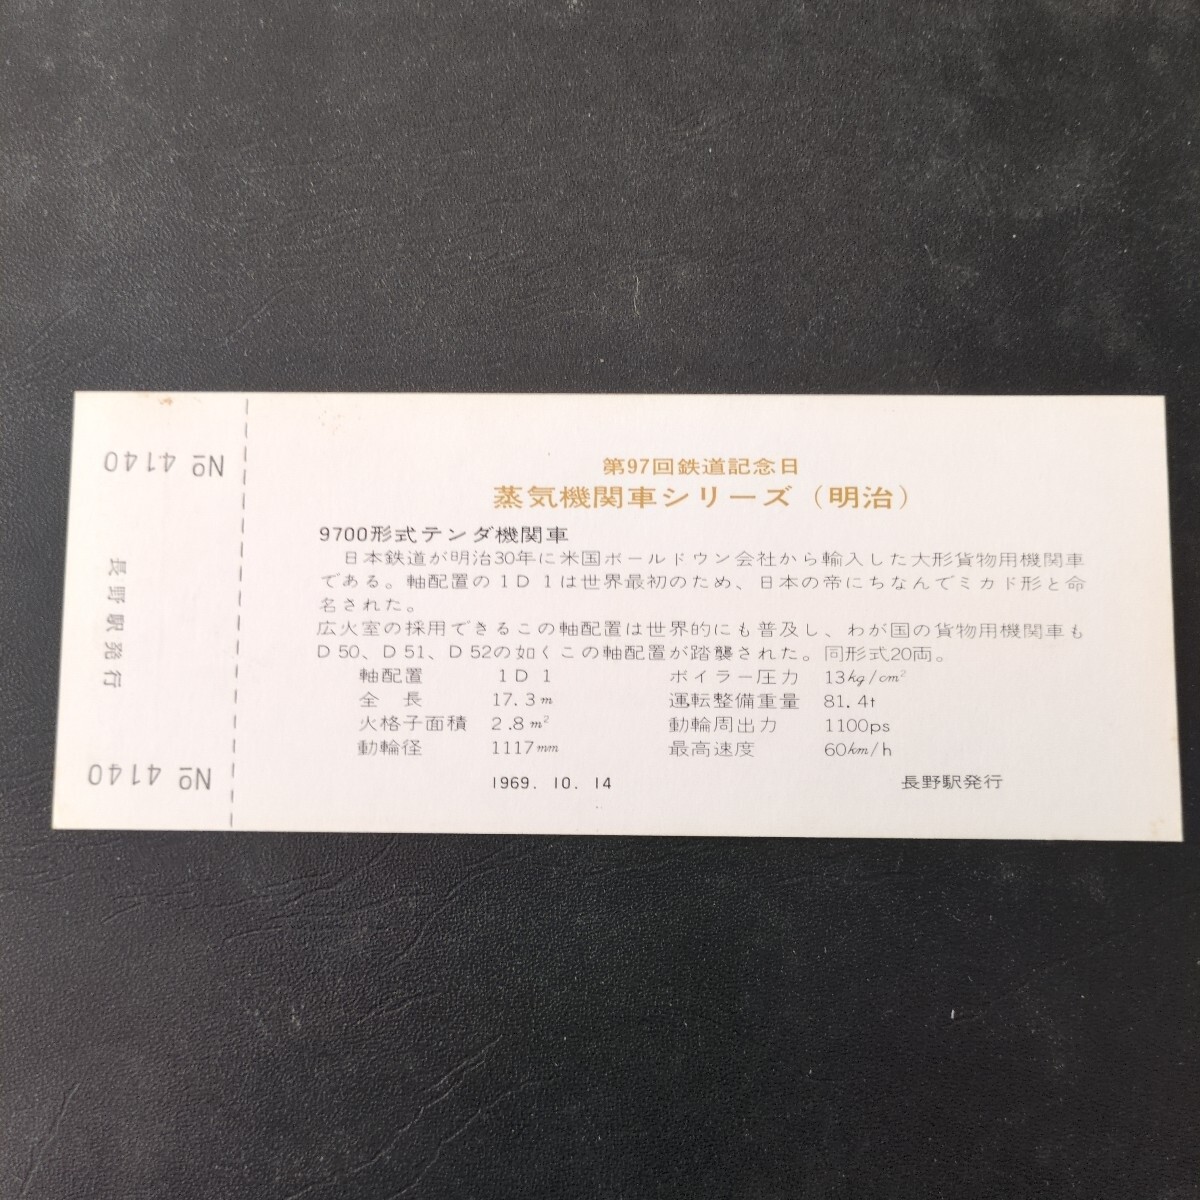 № 4140
長野駅発行
№ 4140
第97回鉄道記念日
蒸気機関車シリーズ（明治）
9700形式テンダ機関車
日本鉄道が明治30年に米国ボールドウン会社から輸入した大形貨物用機関車
である。軸配置の１Ｄ１は世界最初のため、日本の帝にちなんでミカド形と命
名された。
広火室の採用できるこの軸配置は世界的にも普及し、わが国の貨物用機関車も
Ｄ50、Ｄ51、Ｄ52の如くこの軸配置が踏襲された。同形式20両。
軸配置 １Ｄ１ ボイラー圧力 13kg/cm²
全長 17.3m 運転整備重量 81.4t
火格子面積 2.8m² 動輪周出力 1100ps
動輪径 1117mm 最高速度 60km/h
1969. 10. 14 長野駅発行